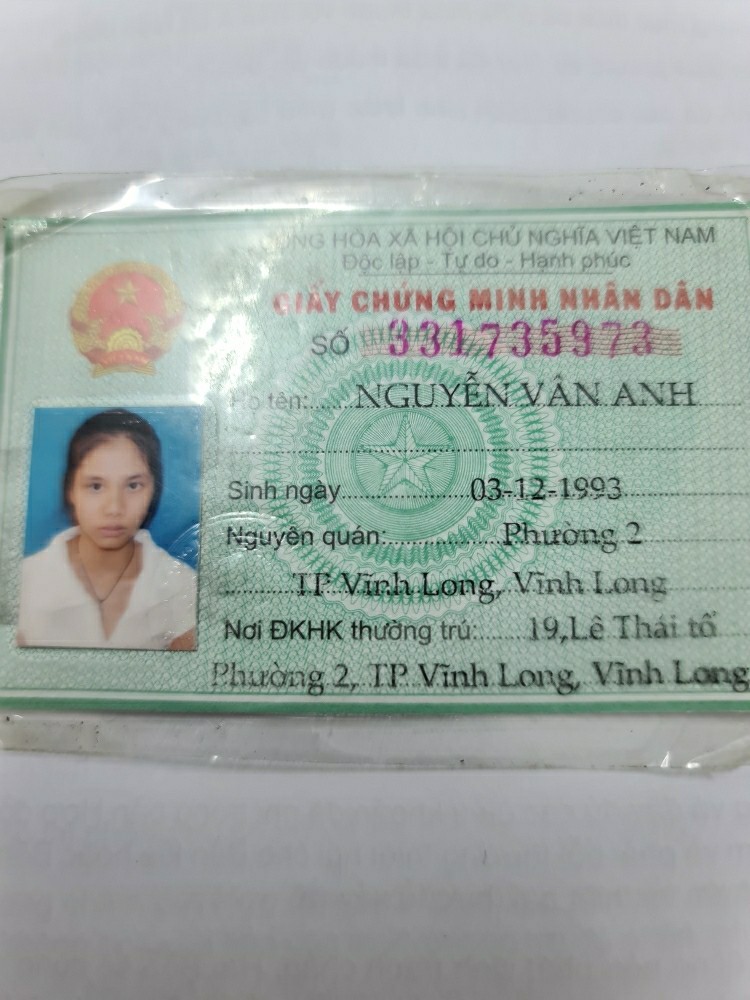 CỘNG HÒA XÃ HỘI CHỦ NGHĨA VIỆT NAM
Độc lập - Tự do - Hạnh phúc
GIẤY CHỨNG MINH NHÂN DÂN
SỐ 331735973
Họ tên: NGUYỄN VÂN ANH
Sinh ngày 03-12-1993
Nguyên quán: Phường 2
TP Vĩnh Long, Vĩnh Long
Nơi ĐKHK thường trú: 19,Lê Thái tổ
Phường 2, TP Vĩnh Long, Vĩnh Long